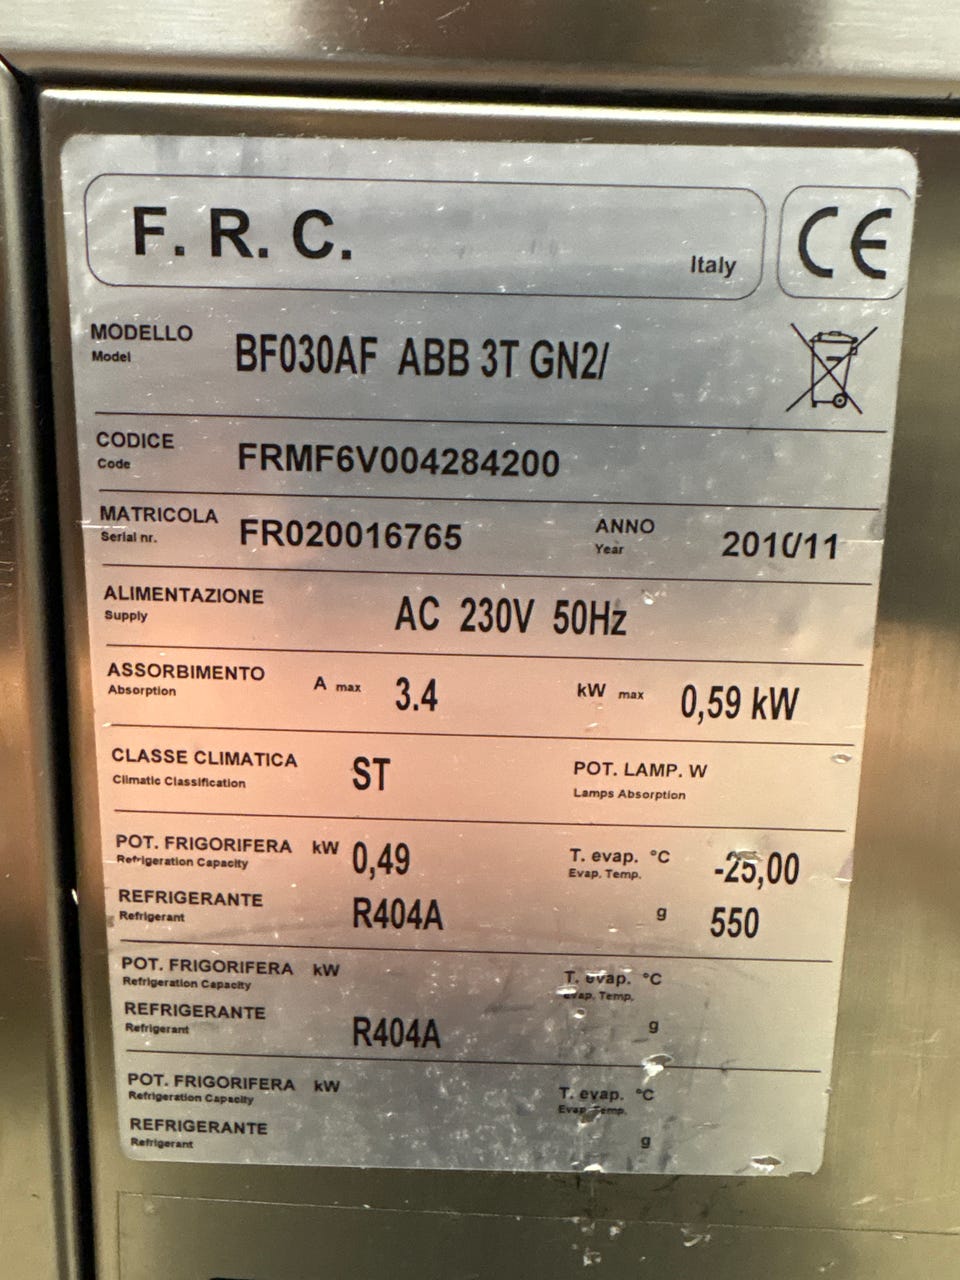 F. R. C.
Italy
CE
MODELLO
Model
BF030AF ABB 3T GN2/
CODICE
Code
FRMF6V004284200
MATRICOLA
Serial nr.
FR020016765
ANNO
Year
2010/11
ALIMENTAZIONE
Supply
AC 230V 50Hz
ASSORBIMENTO
Absorption
A max 3.4
kW max 0,59 kW
CLASSE CLIMATICA
Climatic Classification
ST
POT. LAMP. W
Lamps Absorption
POT. FRIGORIFERA kW 0,49
Refrigeration Capacity
T. evap. °C -25,00
Evap. Temp.
REFRIGERANTE
Refrigerant
R404A
g 550
POT. FRIGORIFERA kW
Refrigeration Capacity
T. evap. °C
Evap. Temp.
REFRIGERANTE
Refrigerant
R404A
g
POT. FRIGORIFERA kW
Refrigeration Capacity
T. evap. °C
Evap. Temp.
REFRIGERANTE
Refrigerant
g